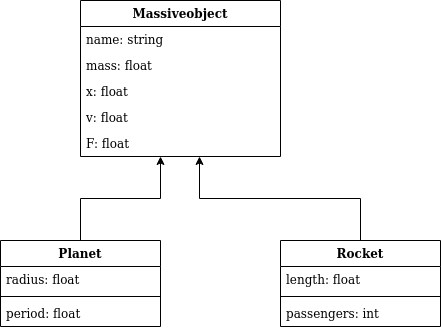 Massiveobject
name: string
mass: float
x: float
v: float
F: float
Planet
radius: float
period: float
Rocket
length: float
passengers: int